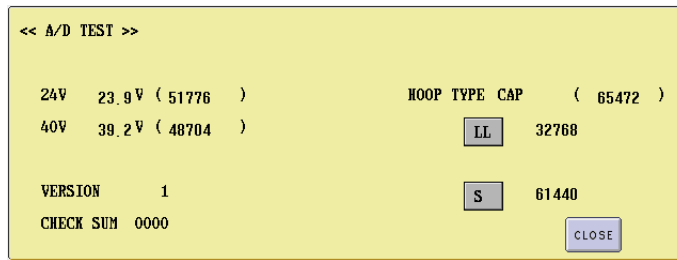 << A/D TEST >>
24V 23.9V ( 51776 ) HOOP TYPE CAP ( 65472 )
40V 39.2V ( 48704 ) LL 32768
VERSION 1 S 61440
CHECK SUM 0000
CLOSE